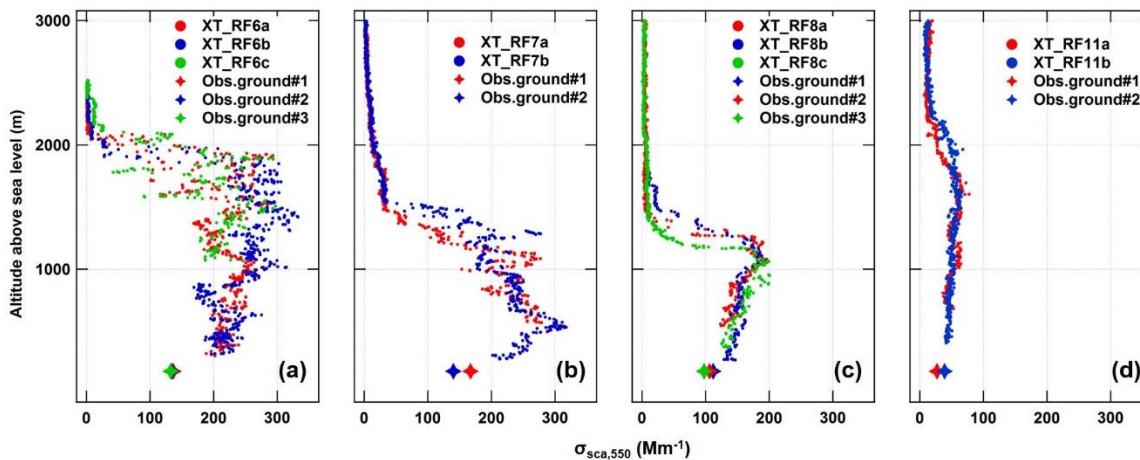 XT_RF6a
XT_RF6b
XT_RF6c
Obs.ground#1
Obs.ground#2
Obs.ground#3
(a)
XT_RF7a
XT_RF7b
Obs.ground#1
Obs.ground#2
(b)
XT_RF8a
XT_RF8b
XT_RF8c
Obs.ground#1
Obs.ground#2
Obs.ground#3
(c)
XT_RF11a
XT_RF11b
Obs.ground#1
Obs.ground#2
(d)
Altitude above sea level (m)
3000
2000
1000
0 100 200 300
0 100 200 300
0 100 200 300
0 100 200 300
σsca,550 (Mm⁻¹)